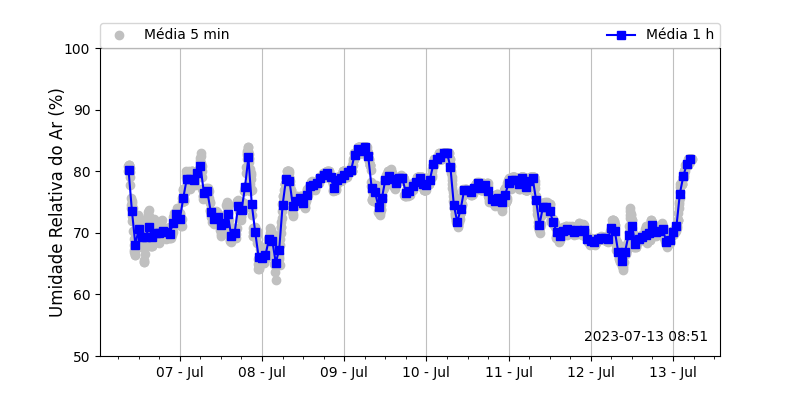 Média 5 min
Média 1 h
Umidade Relativa do Ar (%)
100
90
80
70
60
50
2023-07-13 08:51
07 - Jul
08 - Jul
09 - Jul
10 - Jul
11 - Jul
12 - Jul
13 - Jul